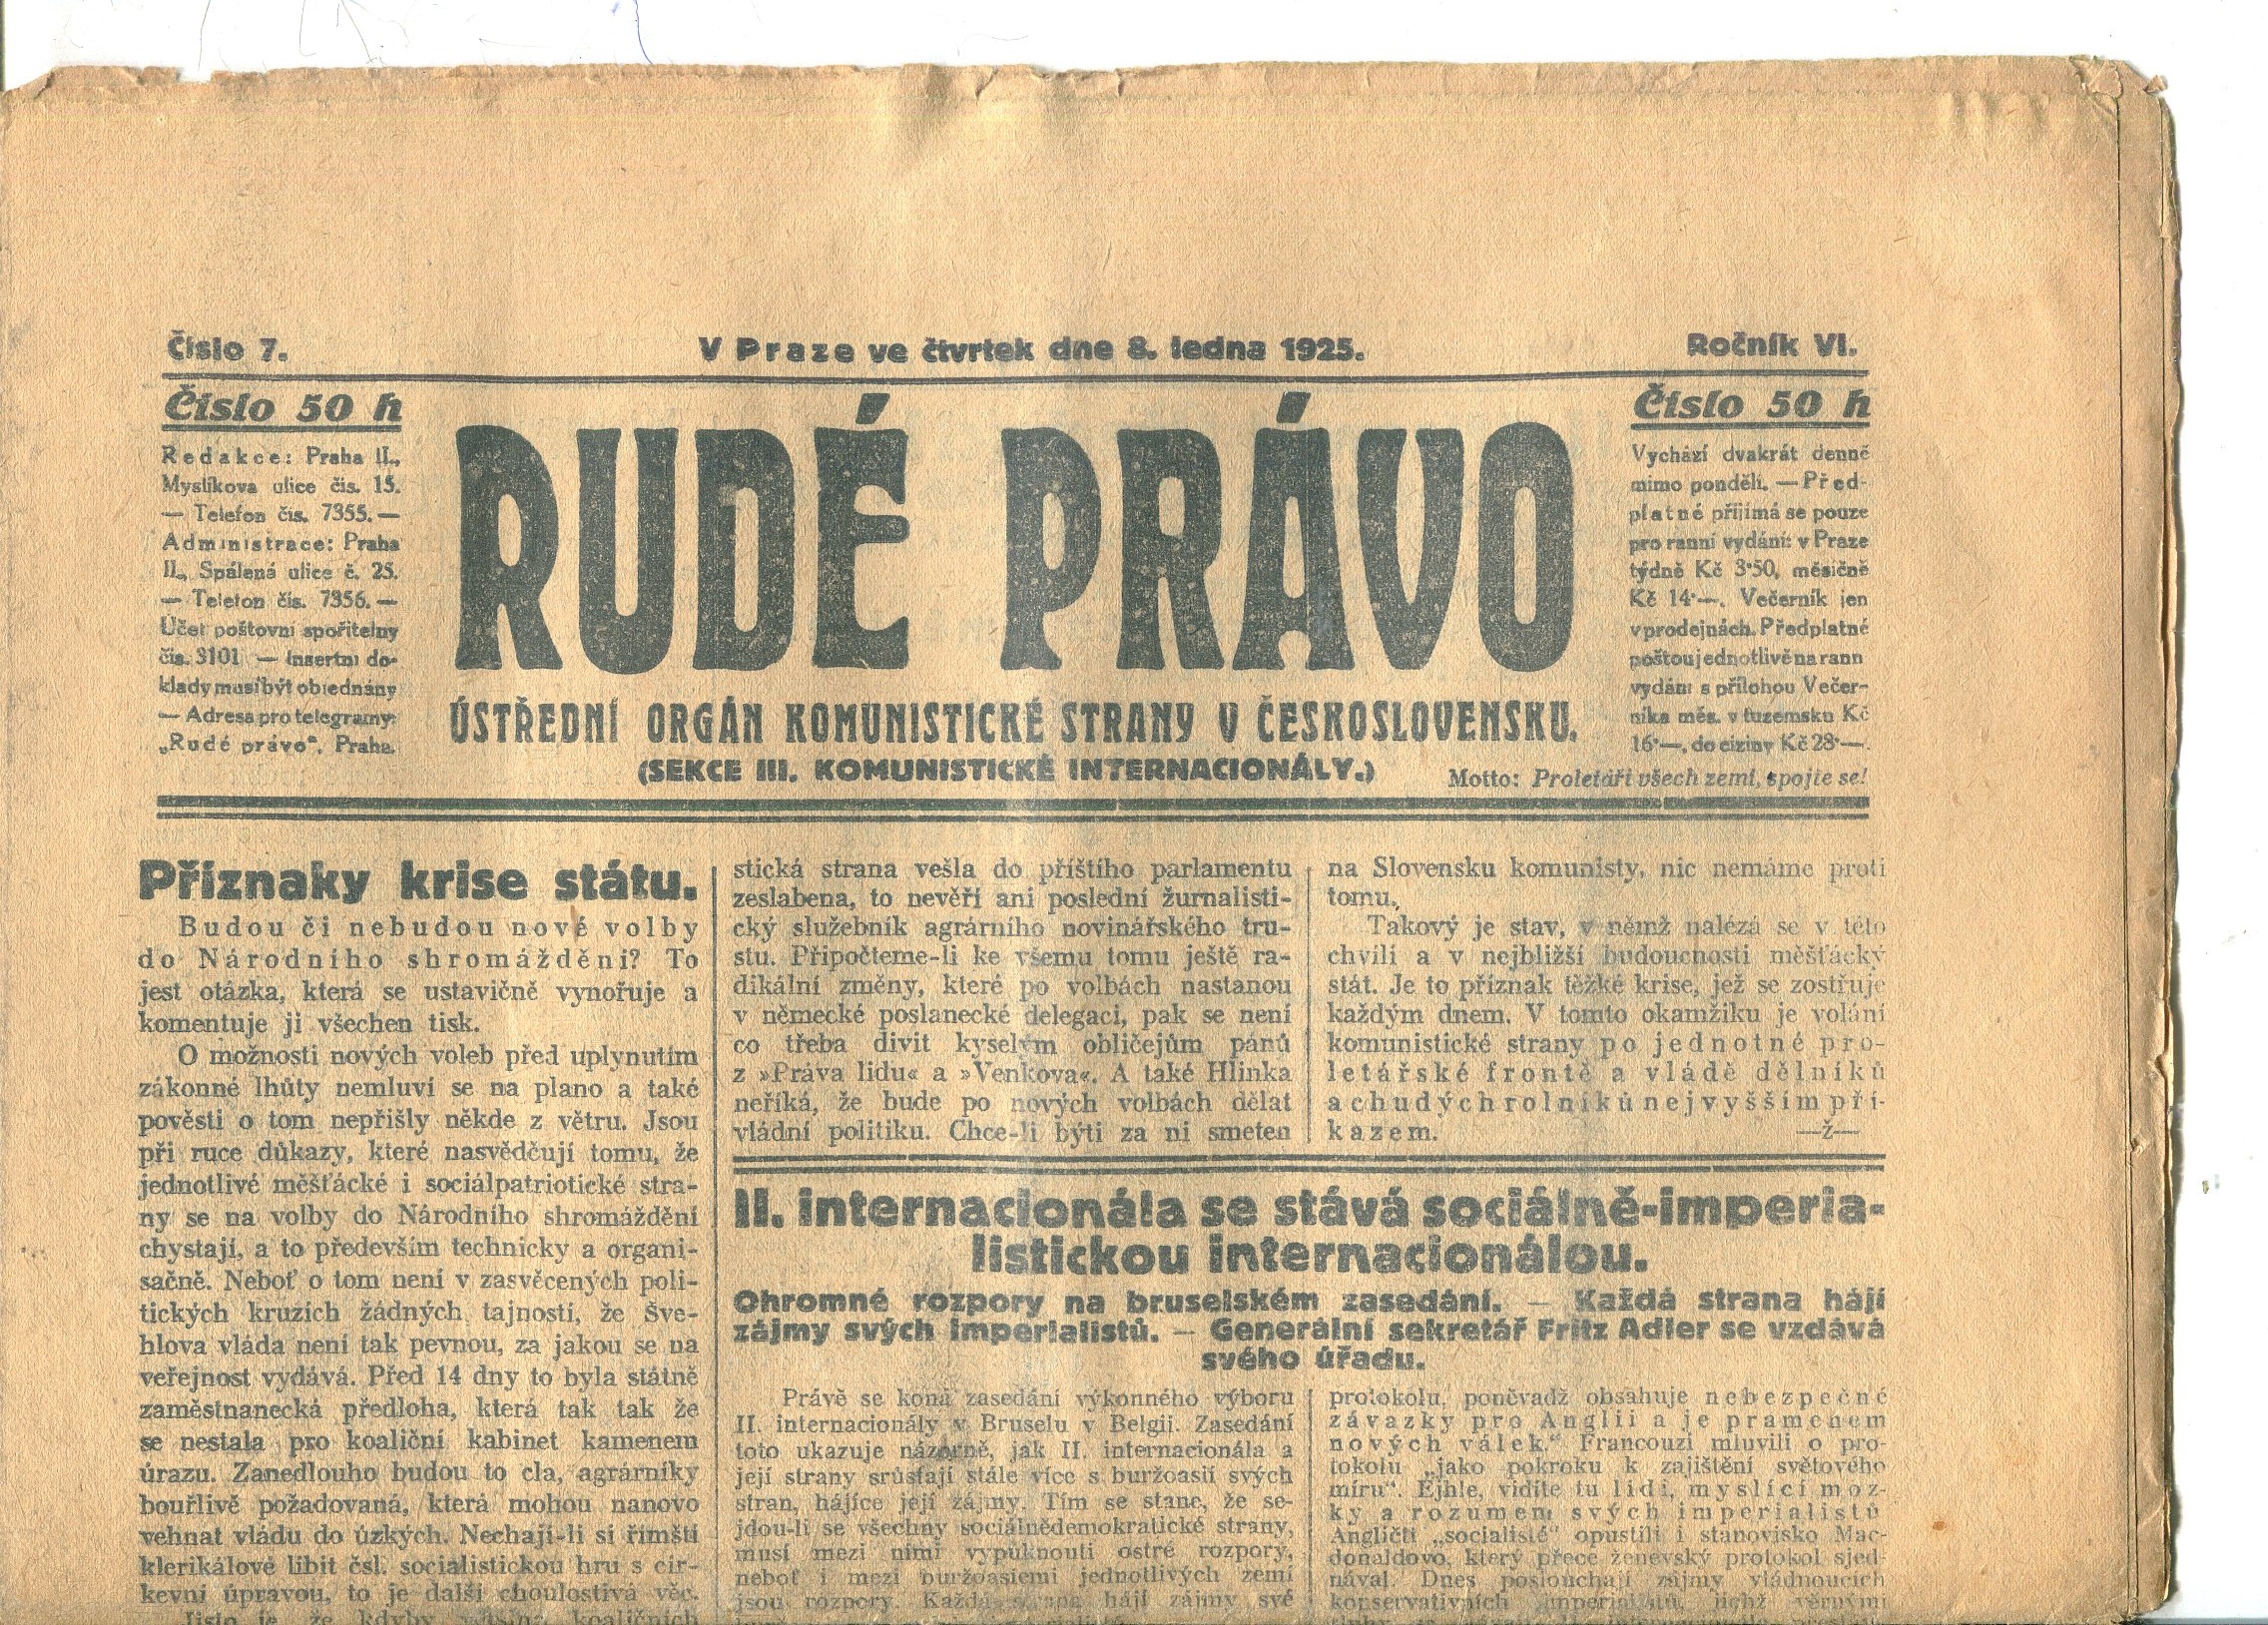 Číslo 7.
V Praze ve čtvrtek dne 8. ledna 1925.
Ročník VI.
Číslo 50 h
Redakce: Praha II.,
Myslíkova ulice čís. 15.
— Telefon čís. 7355. —
Administrace: Praha
II., Spálená ulice č. 25.
— Telefon čís. 7356. —
Účet poštovní spořitelny
čís. 3101 — Insertní do-
klady musí být objednány
— Adresa pro telegramy:
„Rudé právo“, Praha.
RUDÉ PRÁVO
ÚSTŘEDNÍ ORGÁN KOMUNISTICKÉ STRANY V ČESKOSLOVENSKU.
(SEKCE III. KOMUNISTICKÉ INTERNACIONÁLY.)
Motto: Proletáři všech zemí, spojte se!
Číslo 50 h
Vychází dvakrát denně
mimo pondělí. — Před-
platné přijímá se pouze
pro ranní vydání: v Praze
týdně Kč 3·50, měsíčně
Kč 14·—. Večerník jen
v prodejnách. Předplatné
poštou jednotlivě na rann
vydání s přílohou Večer-
níka měs. v tuzemsku Kč
16·—, do ciziny Kč 28·—.
Příznaky krise státu.
Budou či nebudou nové volby
do Národního shromáždění? To
jest otázka, která se ustavičně vynořuje a
komentuje ji všechen tisk.
O možnosti nových voleb před uplynutím
zákonné lhůty nemluví se na plano a také
pověsti o tom nepřišly někde z větru. Jsou
při ruce důkazy, které nasvědčují tomu, že
jednotlivé měšťácké i sociálpatriotické stra-
ny se na volby do Národního shromáždění
chystají, a to především technicky a organi-
sačně. Neboť o tom není v zasvěcených poli-
tických kruzích žádných tajností, že Šve-
hlova vláda není tak pevnou, za jakou se na
veřejnost vydává. Před 14 dny to byla státně
zaměstnanecká předloha, která tak tak že
se nestala pro koaliční kabinet kamenem
úrazu. Zanedlouho budou to cla, agrárníky
bouřlivě požadovaná, která mohou nanovo
vehnat vládu do úzkých. Nechají-li si římští
klerikálové líbit čsl. socialistickou hru s cír-
kevní úpravou, to je další choulostivá věc.
Jisto je, že kdyby většina koaličních
stická strana vešla do příštího parlamentu
zeslabena, to nevěří ani poslední žurnalisti-
cký služebník agrárního novinářského tru-
stu. Připočteme-li ke všemu tomu ještě ra-
dikální změny, které po volbách nastanou
v německé poslanecké delegaci, pak se není
co třeba divit kyselým obličejům pánů
z »Práva lidu« a »Venkova«. A také Hlinka
neříká, že bude po nových volbách dělat
vládní politiku. Chce-li býti za ni smeten
na Slovensku komunisty, nic nemáme proti
tomu.
Takový je stav, v němž nalézá se v této
chvíli a v nejbližší budoucnosti měšťácký
stát. Je to příznak těžké krise, jež se zostřuje
každým dnem. V tomto okamžiku je volání
komunistické strany po jednotné pro-
letářské frontě a vládě dělníků
a chudých rolníků nejvyšším pří-
kazem. —ž—
II. internacionála se stává sociálně-imperia-
listickou internacionálou.
Ohromné rozpory na bruselském zasedání. — Každá strana hájí
zájmy svých imperialistů. — Generální sekretář Fritz Adler se vzdává
svého úřadu.
Právě se koná zasedání výkonného výboru
II. internacionály v Bruselu v Belgii. Zasedání
toto ukazuje názorně, jak II. internacionála a
její strany srůstají stále více s buržoasií svých
stran, hájíce její zájmy. Tím se stane, že se-
jdou-li se všechny sociálnědemokratické strany,
musí mezi nimi vypuknouti ostré rozpory,
neboť i mezi buržoasiemi jednotlivých zemí
jsou rozpory. Každá strana hájí zájmy své
protokolu, poněvadž obsahuje nebezpečné
závazky pro Anglii a je pramenem
nových válek.“ Francouzi mluvili o pro-
tokolu „jako pokroku k zajištění světového
míru“. Ejhle, vidíte tu lidi, myslící moz-
ky a rozumem svých imperialistů
Angličtí „socialisté“ opustili i stanovisko Mac-
donaldovo, který přece ženevský protokol sjed-
nával. Dnes poslouchají zájmy vládnoucích
konservativních imperialistů, jichž věrnými